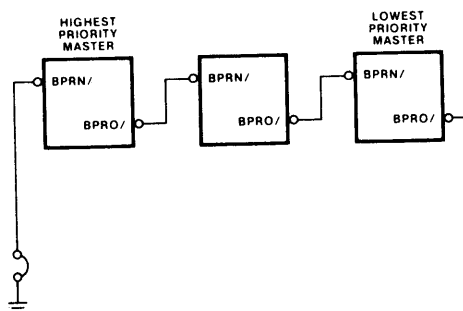 HIGHEST
PRIORITY
MASTER
LOWEST
PRIORITY
MASTER
BPRN/
BPRO/
BPRN/
BPRO/
BPRN/
BPRO/